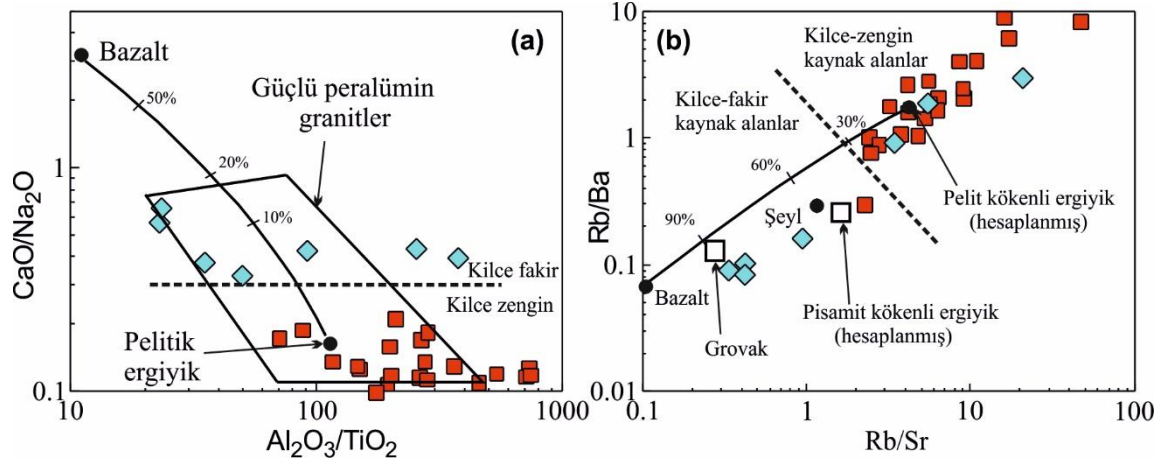 (a)
Bazalt
50%
Güçlü peralümin
granitler
1
20%
10%
Kilce fakir
Kilce zengin
Pelitik
ergiyik
0.1
10
100
1000
CaO/Na₂O
Al₂O₃/TiO₂
10
(b)
Kilce-zengin
kaynak alanlar
Kilce-fakir
kaynak alanlar
1
30%
60%
Pelit kökenli ergiyik
(hesaplanmış)
Şeyl
90%
0.1
Bazalt
Pisamit kökenli ergiyik
(hesaplanmış)
Grovak
0.01
0.1
1
10
100
Rb/Ba
Rb/Sr